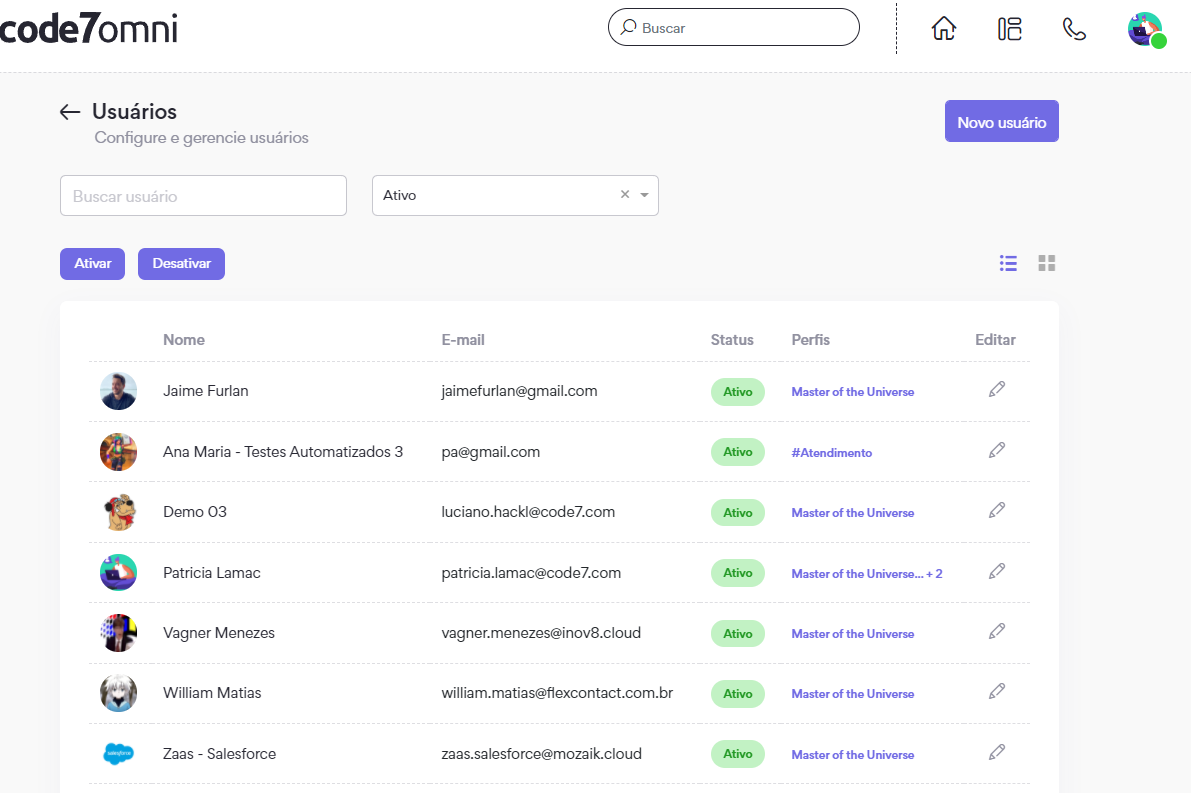 code7omni
Buscar
Usuários
Configure e gerencie usuários
Novo usuário
Buscar usuário
Ativo
Ativar
Desativar
Nome E-mail Status Perfis Editar
Jaime Furlan jaimefurlan@gmail.com Ativo Master of the Universe
Ana Maria - Testes Automatizados 3 pa@gmail.com Ativo #Atendimento
Demo 03 luciano.hackl@code7.com Ativo Master of the Universe
Patricia Lamac patricia.lamac@code7.com Ativo Master of the Universe... + 2
Vagner Menezes vagner.menezes@inov8.cloud Ativo Master of the Universe
William Matias william.matias@flexcontact.com.br Ativo Master of the Universe
salesforce
Zaas - Salesforce zaas.salesforce@mozaik.cloud Ativo Master of the Universe